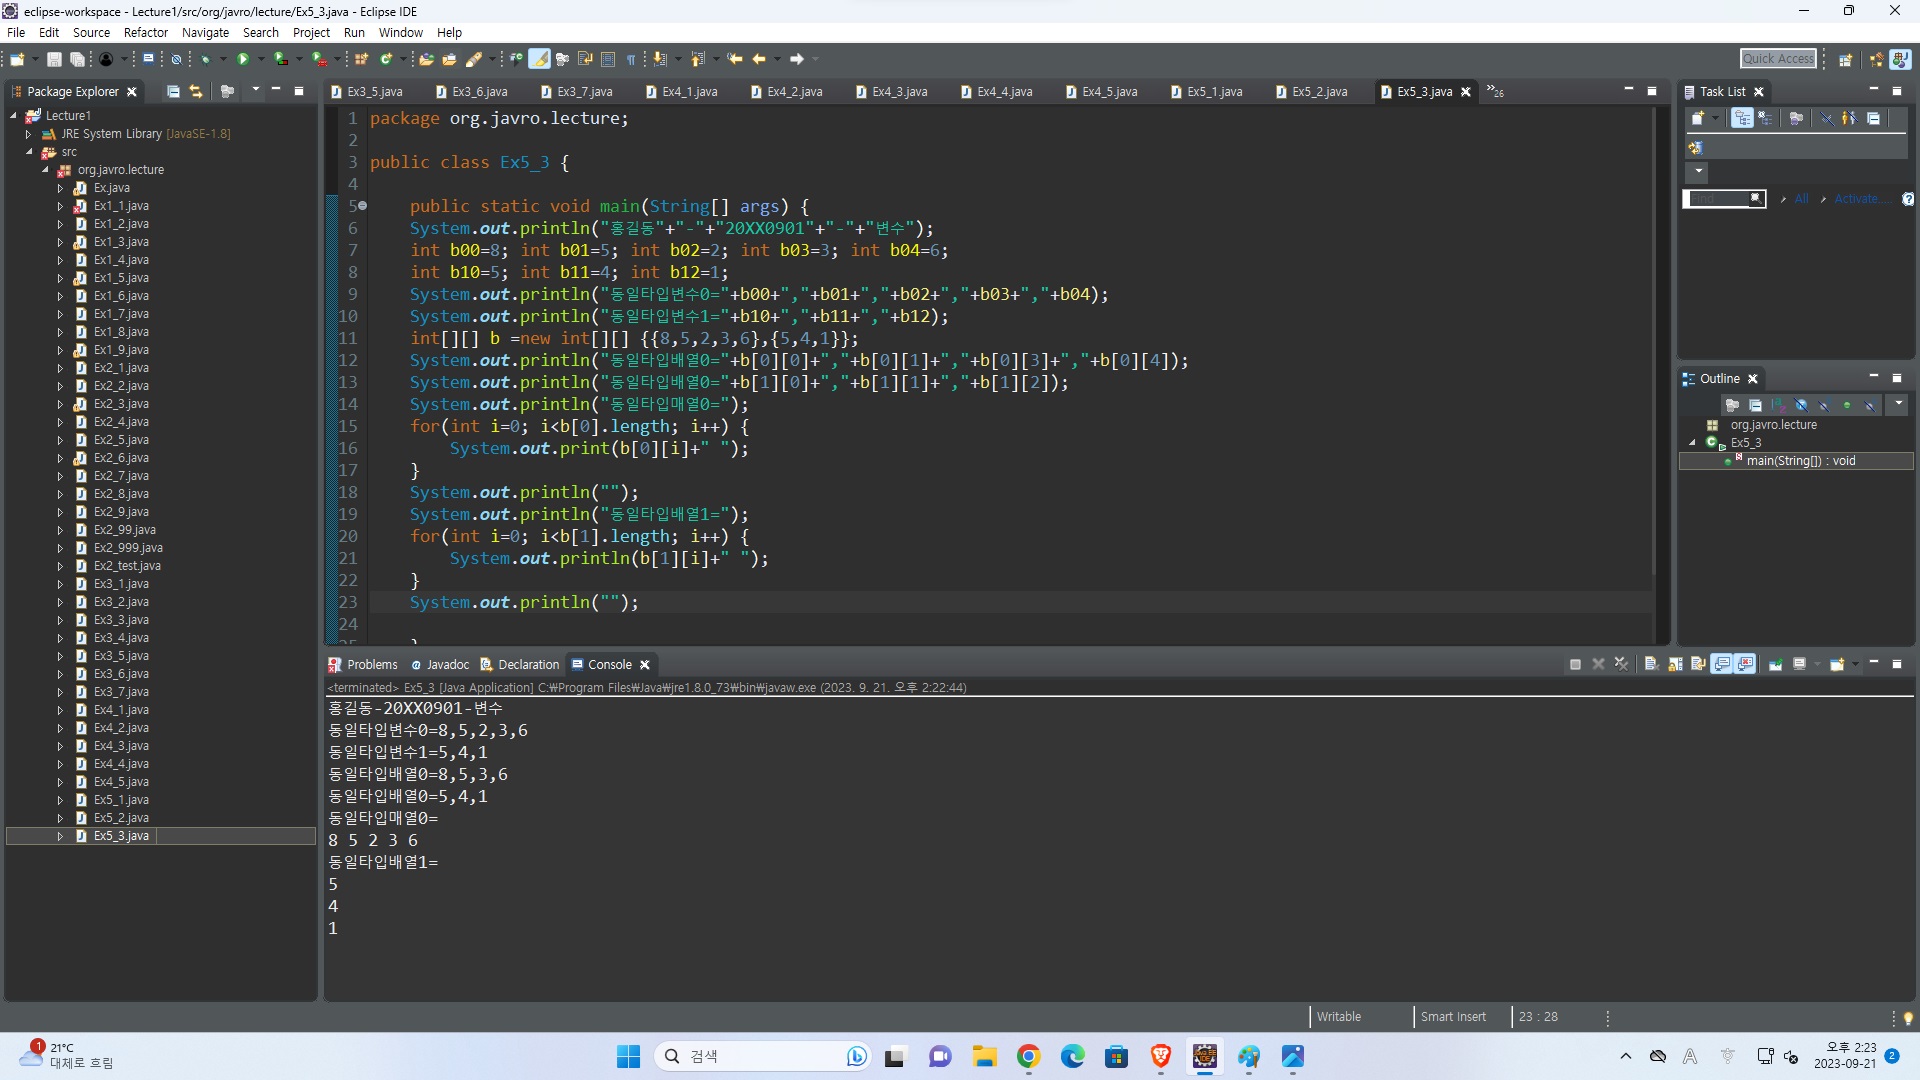 eclipse-workspace - Lecture1/src/org/javro/lecture/Ex5_3.java - Eclipse IDE
File Edit Source Refactor Navigate Search Project Run Window Help
Quick Access
Package Explorer
Lecture1
JRE System Library [JavaSE-1.8]
src
org.javro.lecture
Ex.java
Ex1_1.java
Ex1_2.java
Ex1_3.java
Ex1_4.java
Ex1_5.java
Ex1_6.java
Ex1_7.java
Ex1_8.java
Ex1_9.java
Ex2_1.java
Ex2_2.java
Ex2_3.java
Ex2_4.java
Ex2_5.java
Ex2_6.java
Ex2_7.java
Ex2_8.java
Ex2_9.java
Ex2_99.java
Ex2_999.java
Ex2_test.java
Ex3_1.java
Ex3_2.java
Ex3_3.java
Ex3_4.java
Ex3_5.java
Ex3_6.java
Ex3_7.java
Ex4_1.java
Ex4_2.java
Ex4_3.java
Ex4_4.java
Ex4_5.java
Ex5_1.java
Ex5_2.java
Ex5_3.java
Ex3_5.java Ex3_6.java Ex3_7.java Ex4_1.java Ex4_2.java Ex4_3.java Ex4_4.java Ex4_5.java Ex5_1.java Ex5_2.java Ex5_3.java »26
1 package org.javro.lecture;
2
3 public class Ex5_3 {
4
5 public static void main(String[] args) {
6 System.out.println("홍길동"+"-"+"20XX0901"+"-"+"변수");
7 int b00=8; int b01=5; int b02=2; int b03=3; int b04=6;
8 int b10=5; int b11=4; int b12=1;
9 System.out.println("동일타입변수0="+b00+","+b01+","+b02+","+b03+","+b04);
10 System.out.println("동일타입변수1="+b10+","+b11+","+b12);
11 int[][] b =new int[][] {{8,5,2,3,6},{5,4,1}};
12 System.out.println("동일타입배열0="+b[0][0]+","+b[0][1]+","+b[0][3]+","+b[0][4]);
13 System.out.println("동일타입배열0="+b[1][0]+","+b[1][1]+","+b[1][2]);
14 System.out.println("동일타입매열0=");
15 for(int i=0; i<b[0].length; i++) {
16 System.out.print(b[0][i]+" ");
17 }
18 System.out.println("");
19 System.out.println("동일타입배열1=");
20 for(int i=0; i<b[1].length; i++) {
21 System.out.println(b[1][i]+" ");
22 }
23 System.out.println("");
24
25 }
Task List
Find All Activate...
Outline
org.javro.lecture
Ex5_3
main(String[]) : void
Problems Javadoc Declaration Console
<terminated> Ex5_3 [Java Application] C:₩Program Files₩Java₩jre1.8.0_73₩bin₩javaw.exe (2023. 9. 21. 오후 2:22:44)
홍길동-20XX0901-변수
동일타입변수0=8,5,2,3,6
동일타입변수1=5,4,1
동일타입배열0=8,5,3,6
동일타입배열0=5,4,1
동일타입매열0=
8 5 2 3 6
동일타입배열1=
5
4
1
Writable Smart Insert 23 : 28
1
21°C
대체로 흐림
검색
A
오후 2:23
2023-09-21
2